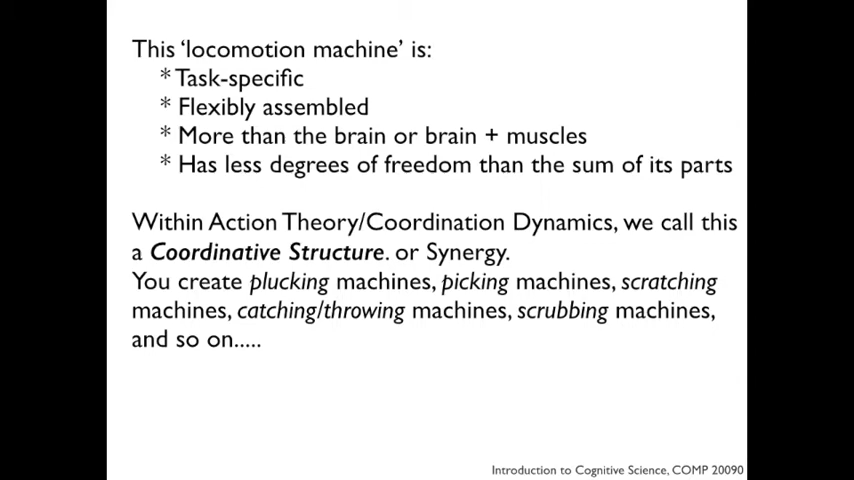 This ‘locomotion machine’ is:
* Task-specific
* Flexibly assembled
* More than the brain or brain + muscles
* Has less degrees of freedom than the sum of its parts
Within Action Theory/Coordination Dynamics, we call this
a Coordinative Structure. or Synergy.
You create plucking machines, picking machines, scratching
machines, catching/throwing machines, scrubbing machines,
and so on.....
Introduction to Cognitive Science, COMP 20090